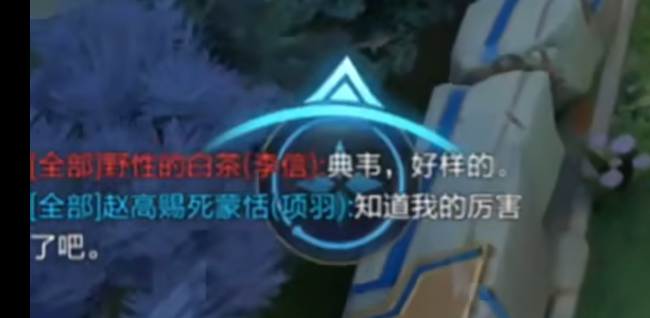 [全部]野性的白茶(李信):典韦，好样的。
[全部]赵高赐死蒙恬(项羽):知道我的厉害
了吧。